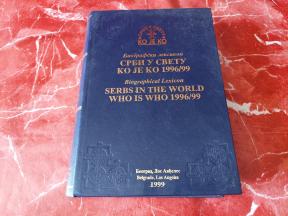 КО ЈЕ КО
Биографски лексикон
СРБИ У СВЕТУ
КО ЈЕ КО 1996/99
Biographical Lexicon
SERBS IN THE WORLD
WHO IS WHO 1996/99
Београд, Лос Анђелес
Belgrade, Los Angeles
1999